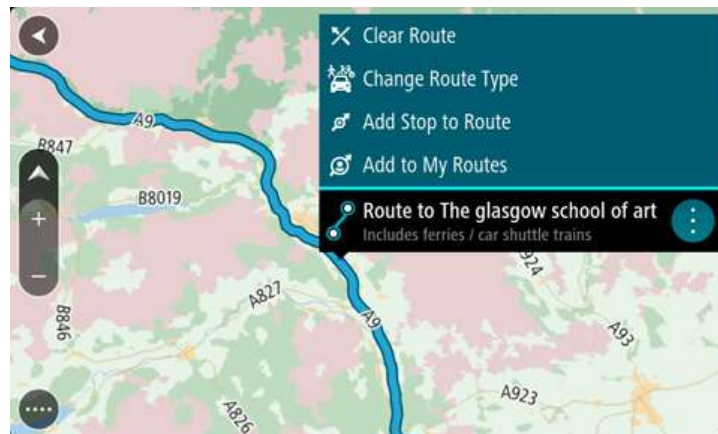 Clear Route
Change Route Type
Add Stop to Route
Add to My Routes
Route to The glasgow school of art
Includes ferries / car shuttle trains
A9
B847
B8019
A827
A9
B846
A826
A924
A93
A923